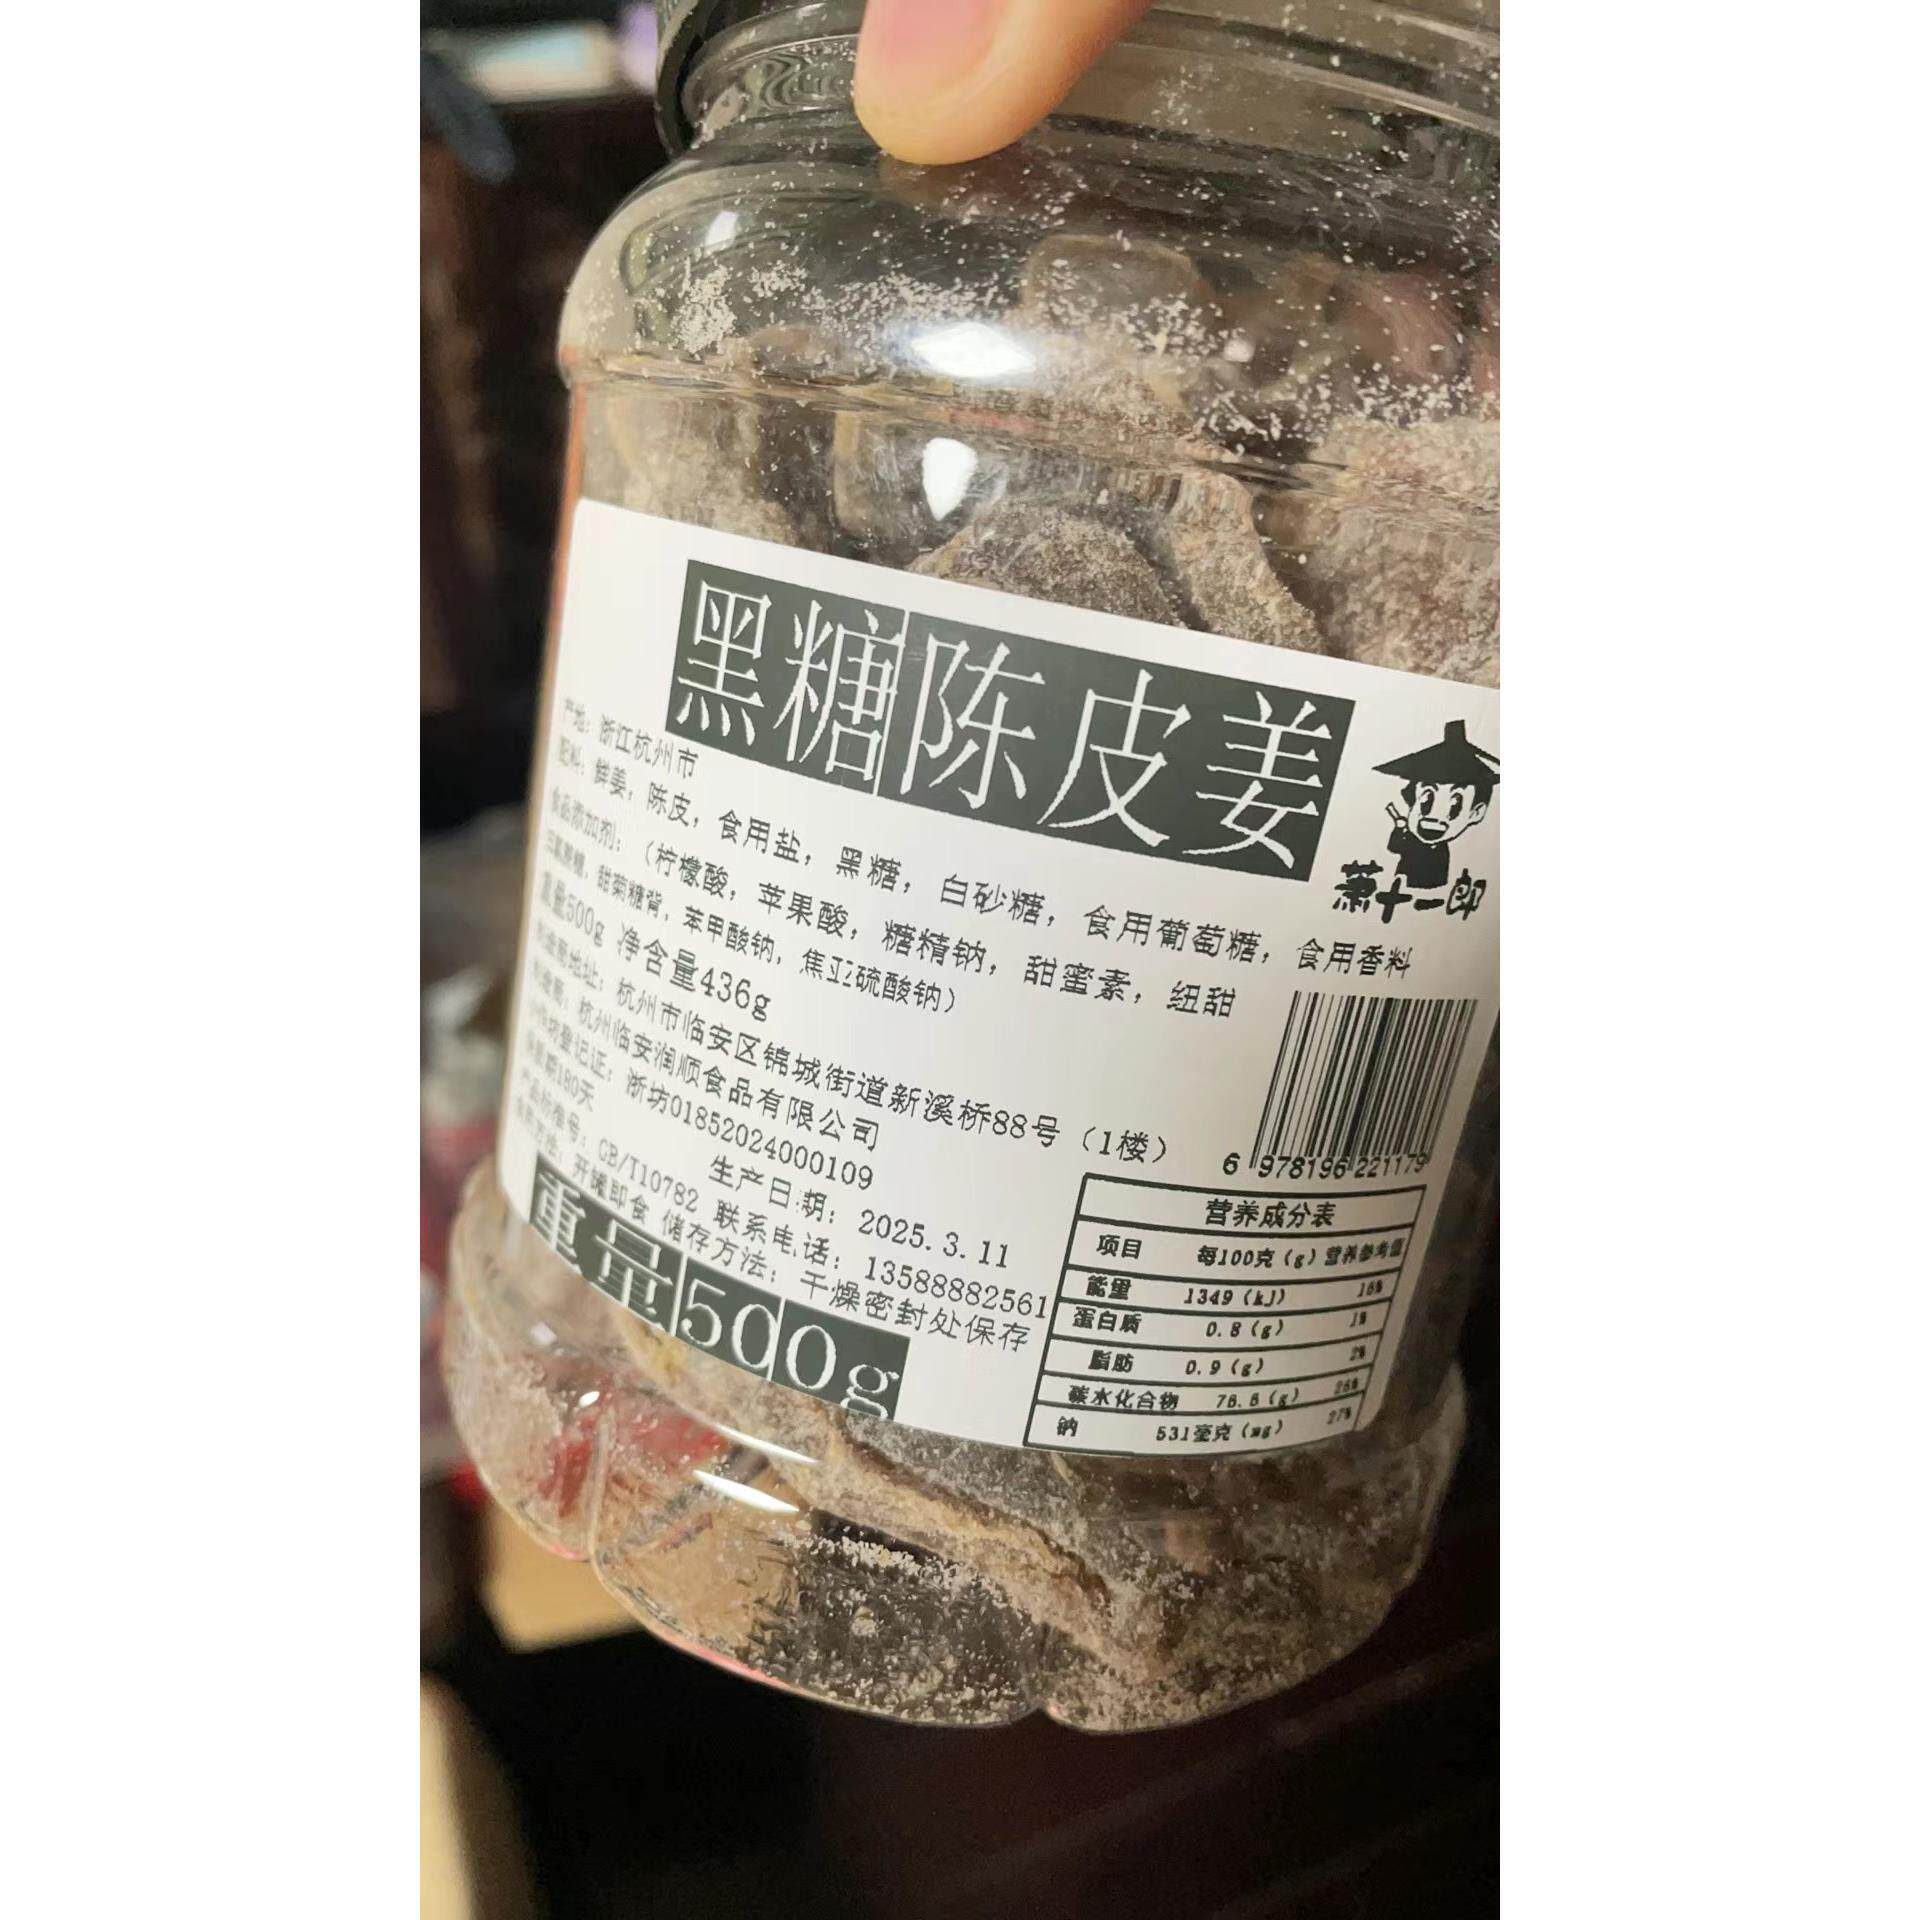 黑糖陈皮姜
萧十一郎
产地：浙江杭州市
配料：鲜姜，陈皮，食用盐，黑糖，白砂糖，食用葡萄糖，食用香料
食品添加剂：（柠檬酸，苹果酸，糖精钠，甜蜜素，纽甜
三氯蔗糖，甜菊糖苷，苯甲酸钠，焦亚硫酸钠）
重量500g 净含量436g
制造商地址：杭州市临安区锦城街道新溪桥88号（1楼）
制造商：杭州临安润顺食品有限公司
小作坊登记证：浙坊01852024000109
保质期180天 生产日期：2025.3.11
产品标准号：GB/T10782 联系电话：13588882561
食用方法：开罐即食 储存方法：干燥密封处保存
重量500g
6 978196 221179
营养成分表
项目 每100克（g） 营养参考值
能量 1349（kJ） 16%
蛋白质 0.8（g） 1%
脂肪 0.9（g） 2%
碳水化合物 78.6（g） 26%
钠 531毫克（mg） 27%